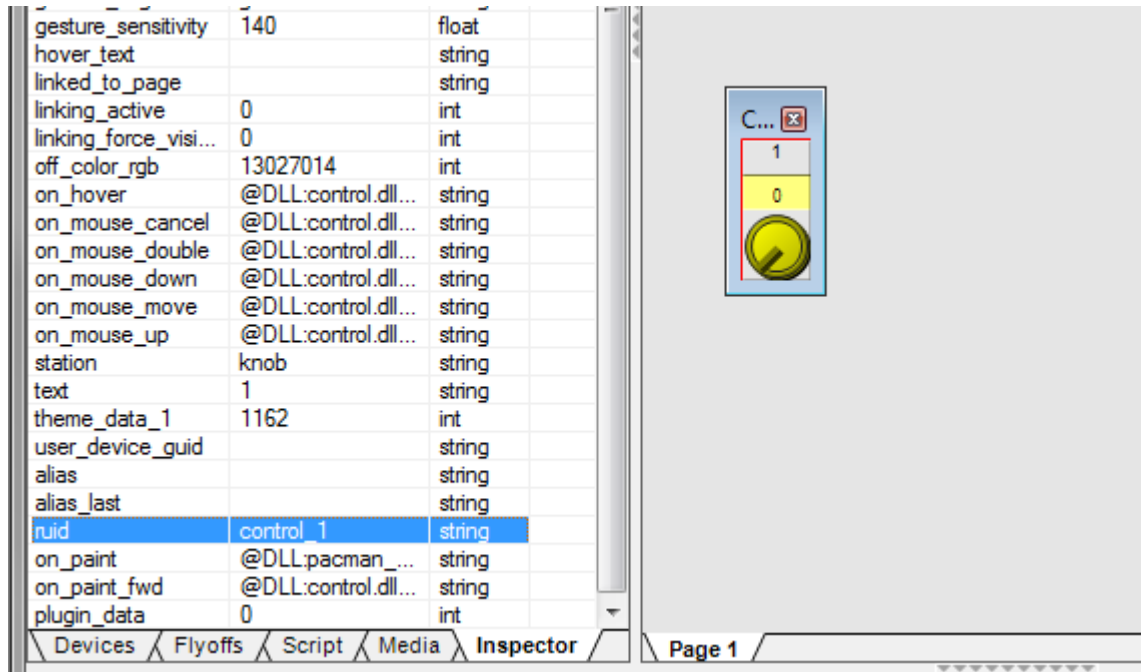 gesture_sensitivity 140 float
hover_text string
linked_to_page string
linking_active 0 int
linking_force_visi... 0 int
off_color_rgb 13027014 int
on_hover @DLL:control.dll... string
on_mouse_cancel @DLL:control.dll... string
on_mouse_double @DLL:control.dll... string
on_mouse_down @DLL:control.dll... string
on_mouse_move @DLL:control.dll... string
on_mouse_up @DLL:control.dll... string
station knob string
text 1 string
theme_data_1 1162 int
user_device_guid string
alias string
alias_last string
ruid control_1 string
on_paint @DLL:pacman_... string
on_paint_fwd @DLL:control.dll... string
plugin_data 0 int
Devices Flyoffs Script Media Inspector
C...
1
0
Page 1